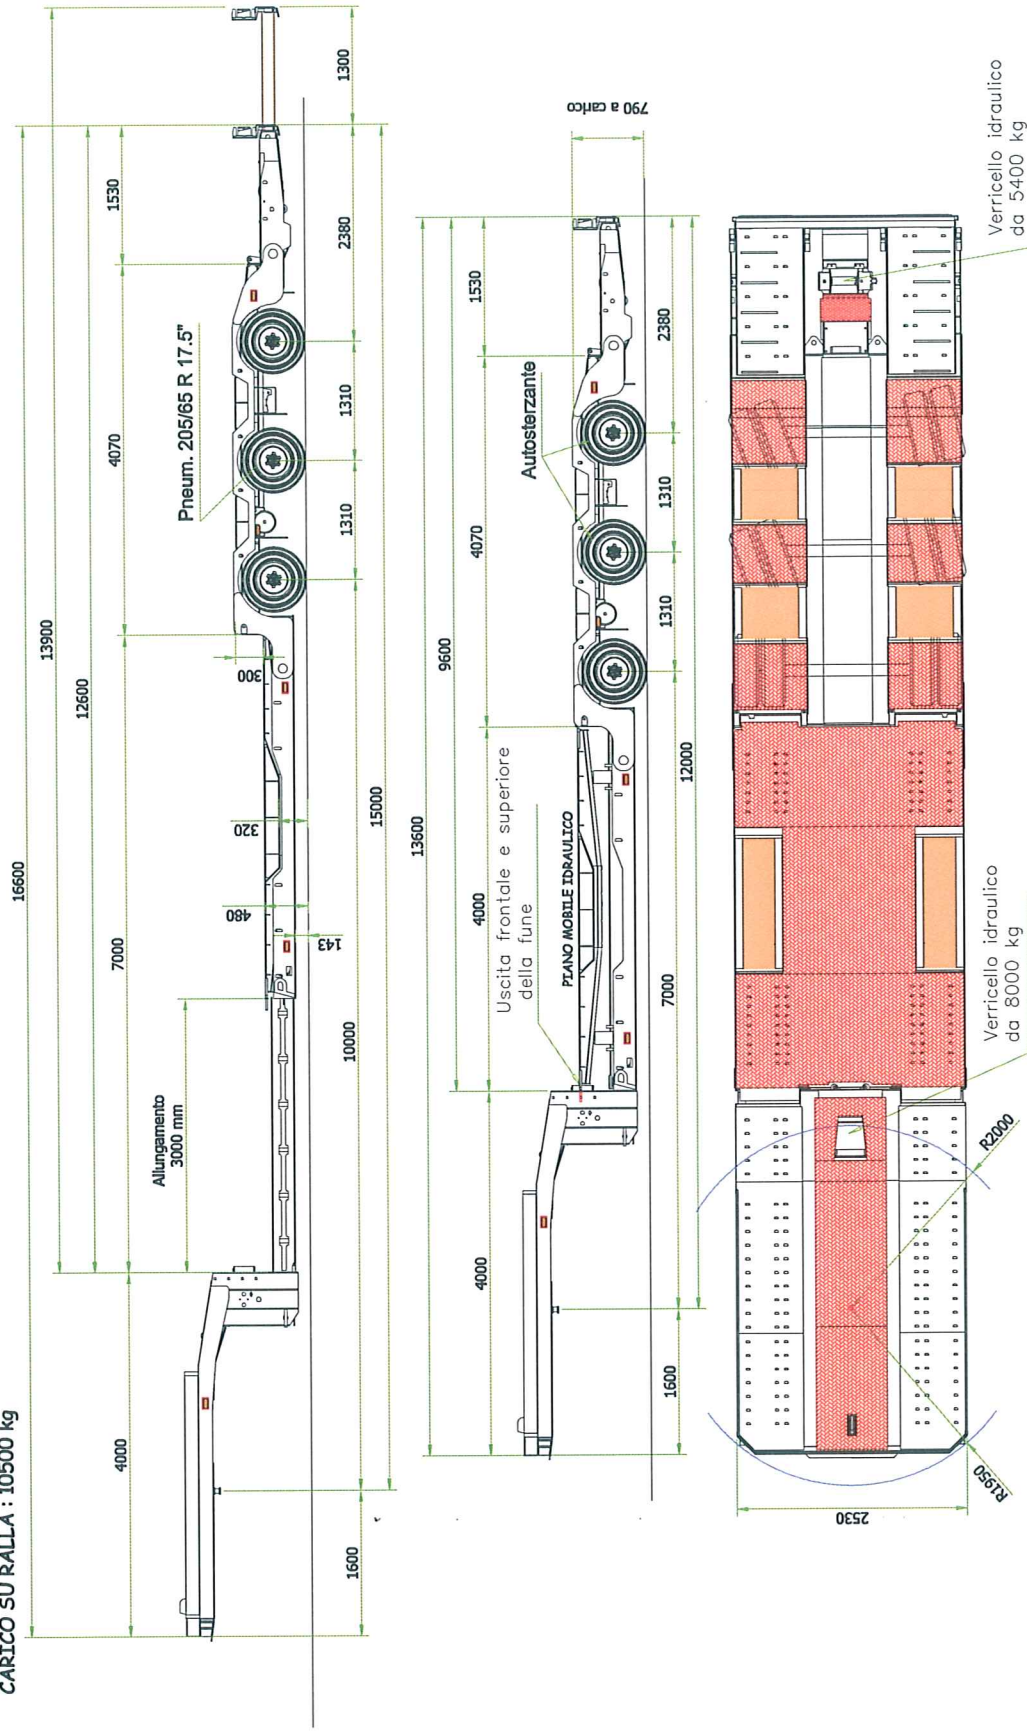 CARICO SU RALLA : 10500 kg
16600
13900
12600
4000
7000
4070
1530
Allungamento
3000 mm
Pneum. 205/65 R 17.5"
300
320
480
143
1600
10000
1310
1310
2380
1300
15000
13600
9600
4000
4000
4070
1530
Uscita frontale e superiore
della fune
PIANO MOBILE IDRAULICO
Autosterzante
790 a carico
1600
7000
1310
1310
2380
12000
2530
R1950
R2000
Verricello idraulico
da 8000 kg
Verricello idraulico
da 5400 kg